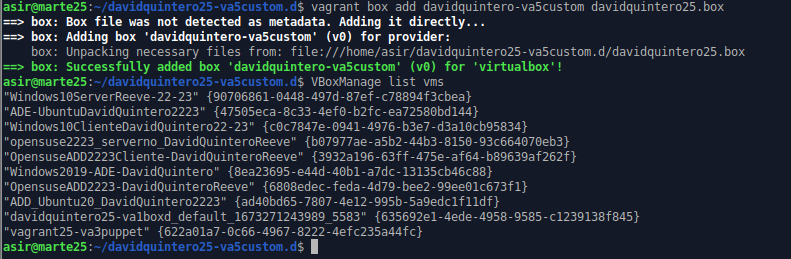 asir@marte25:~/davidquintero25-va5custom.d$ vagrant box add davidquintero-va5custom davidquintero25.box
==> box: Box file was not detected as metadata. Adding it directly...
==> box: Adding box 'davidquintero-va5custom' (v0) for provider:
    box: Unpacking necessary files from: file:///home/asir/davidquintero25-va5custom.d/davidquintero25.box
==> box: Successfully added box 'davidquintero-va5custom' (v0) for 'virtualbox'!
asir@marte25:~/davidquintero25-va5custom.d$ VBoxManage list vms
"Windows10ServerReeve-22-23" {90706861-0448-497d-87ef-c78894f3cbea}
"ADE-UbuntuDavidQuintero2223" {47505eca-8c33-4ef0-b2fc-ea72580bd144}
"Windows10ClienteDavidQuintero22-23" {c0c7847e-0941-4976-b3e7-d3a10cb95834}
"opensuse2223_serverno_DavidQuinteroReeve" {b07977ae-a5b2-44b3-8150-93c664070eb3}
"OpensuseADD2223Cliente-DavidQuinteroReeve" {3932a196-63ff-475e-af64-b89639af262f}
"Windows2019-ADE-DavidQuintero" {8ea23695-e44d-40b1-a7dc-13135cb46c88}
"OpensuseADD2223-DavidQuinteroReeve" {6808edec-feda-4d79-bee2-99ee01c673f1}
"ADD_Ubuntu20_DavidQuintero2223" {ad40bd65-7807-4e12-995b-5a9edc1f11df}
"davidquintero25-va1boxd_default_1673271243989_5583" {635692e1-4ede-4958-9585-c1239138f845}
"vagrant25-va3puppet" {622a01a7-0c66-4967-8222-4efc235a44fc}
asir@marte25:~/davidquintero25-va5custom.d$